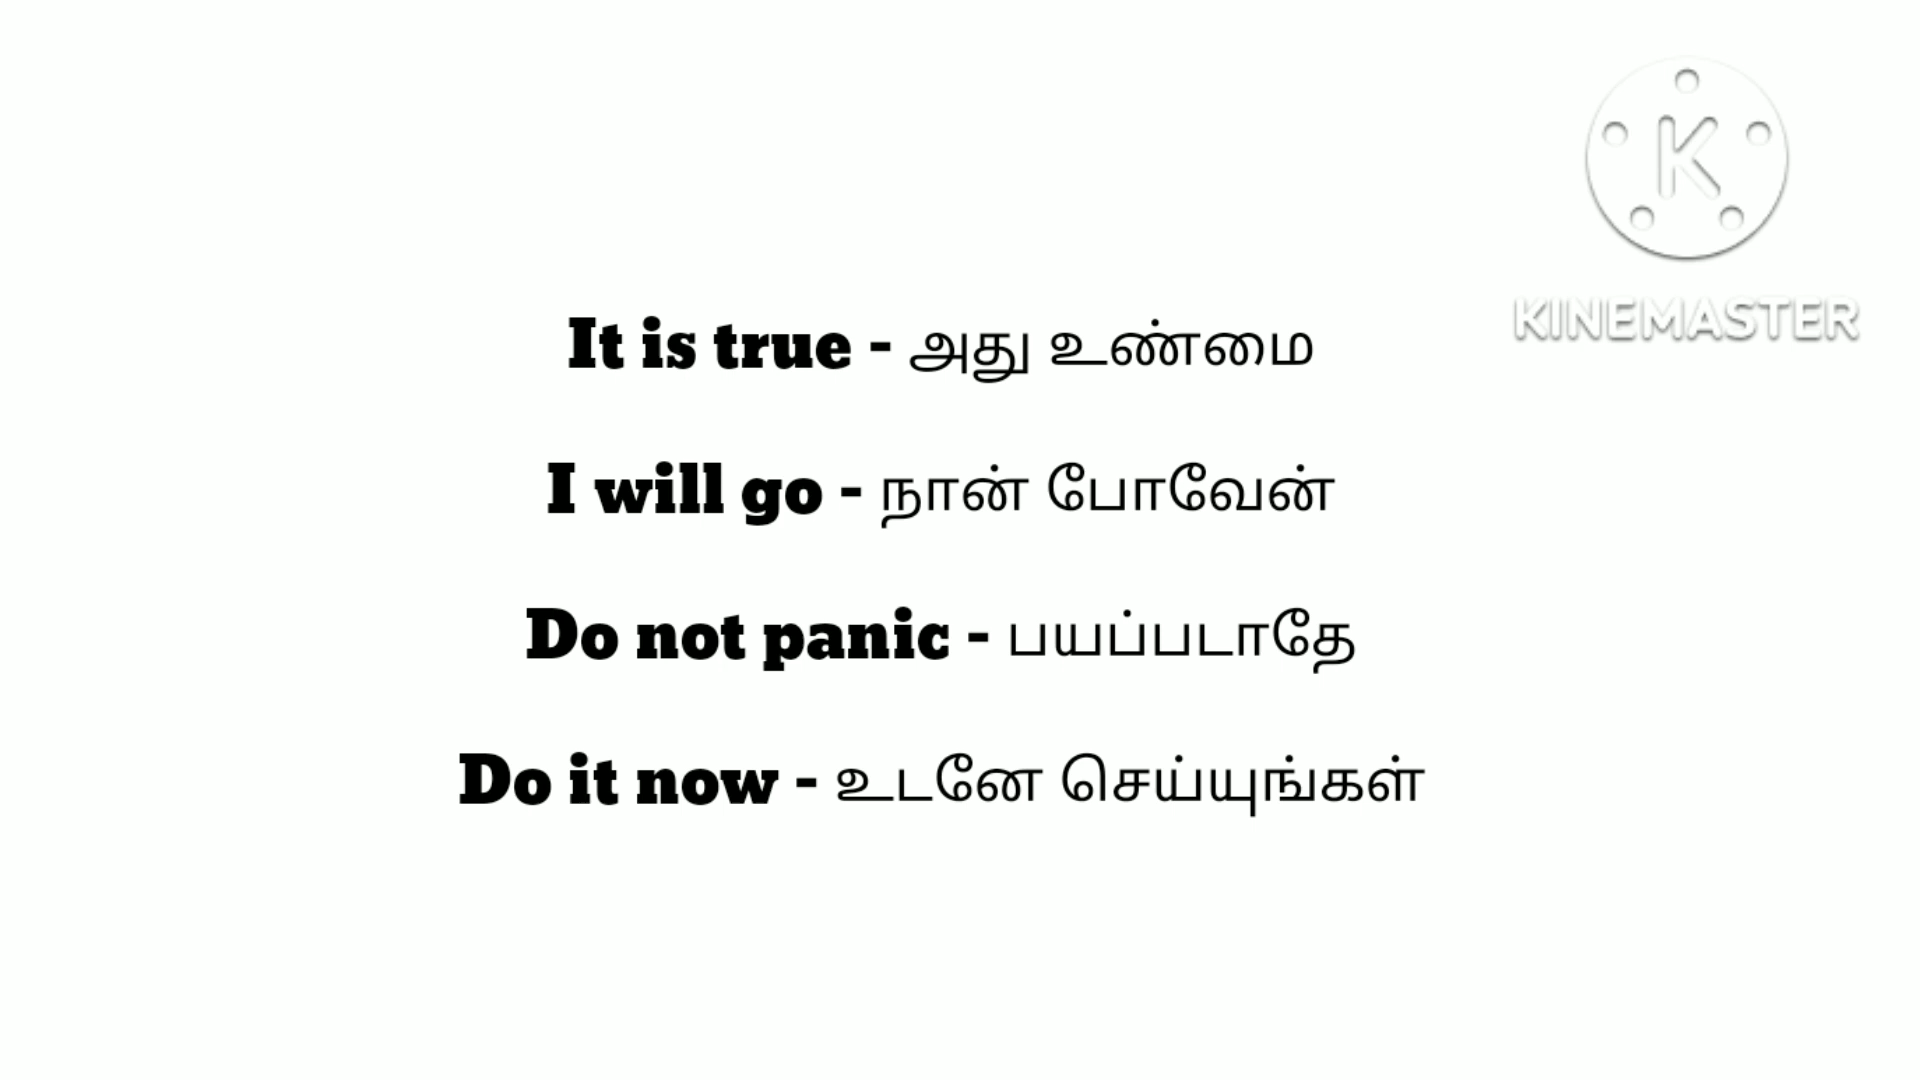 K
KINEMASTER
It is true - அது உண்மை
I will go - நான் போவேன்
Do not panic - பயப்படாதே
Do it now - உடனே செய்யுங்கள்